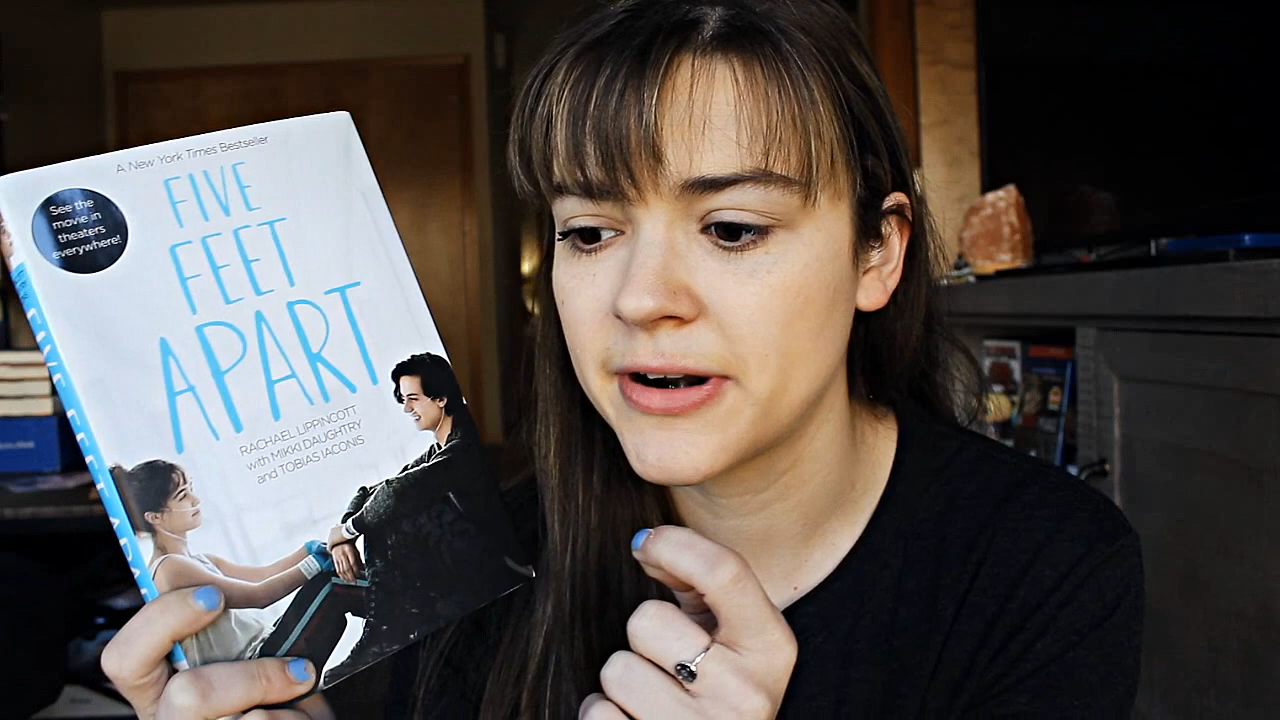 A New York Times Bestseller
See the
movie in
theaters
everywhere!
FIVE
FEET
APART
RACHAEL LIPPINCOTT
with MIKKI DAUGHTRY
and TOBIAS IACONIS
FIVE FEET APART